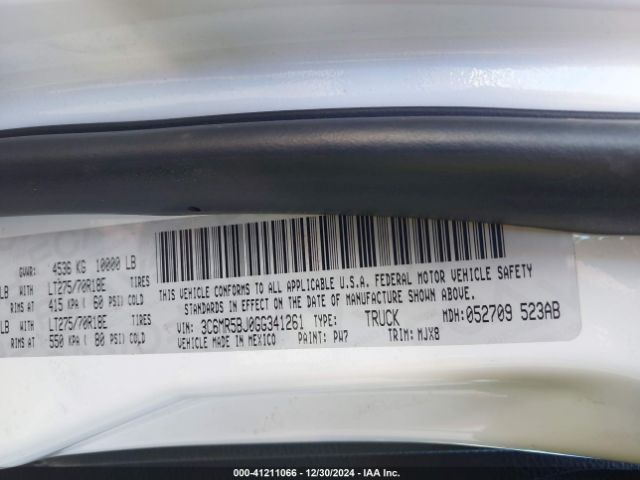 GVWR: 4536 KG 10000 LB
LB WITH LT275/70R18E TIRES
RIMS AT 415 KPA ( 60 PSI) COLD
LB WITH LT275/70R18E TIRES
RIMS AT 550 KPA ( 80 PSI) COLD
THIS VEHICLE CONFORMS TO ALL APPLICABLE U.S.A. FEDERAL MOTOR VEHICLE SAFETY
STANDARDS IN EFFECT ON THE DATE OF MANUFACTURE SHOWN ABOVE.
VIN: 3C6MR5BJ0GG341261 TYPE: TRUCK MDH: 052709 523AB
VEHICLE MADE IN MEXICO PAINT: PW7 TRIM: MJX8
000-41211066 - 12/30/2024 - IAA Inc.